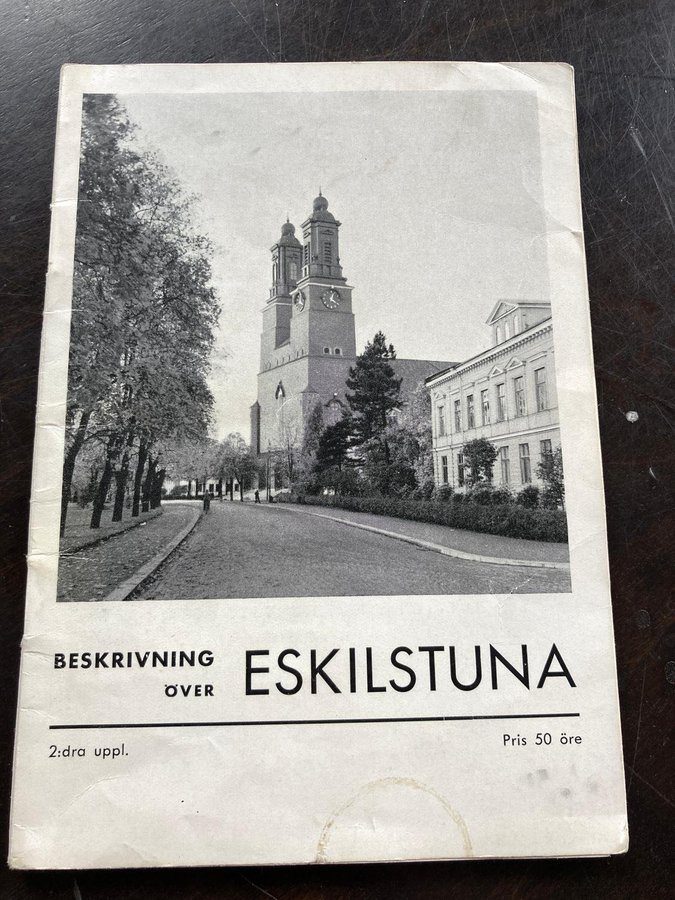 BESKRIVNING
ÖVER
ESKILSTUNA
2:dra uppl.
Pris 50 öre